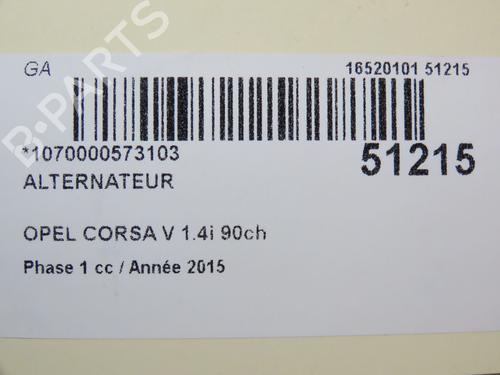 GA
16520101 51215
*1070000573103
51215
ALTERNATEUR
OPEL CORSA V 1.4i 90ch
Phase 1 cc / Année 2015
B-PARTS